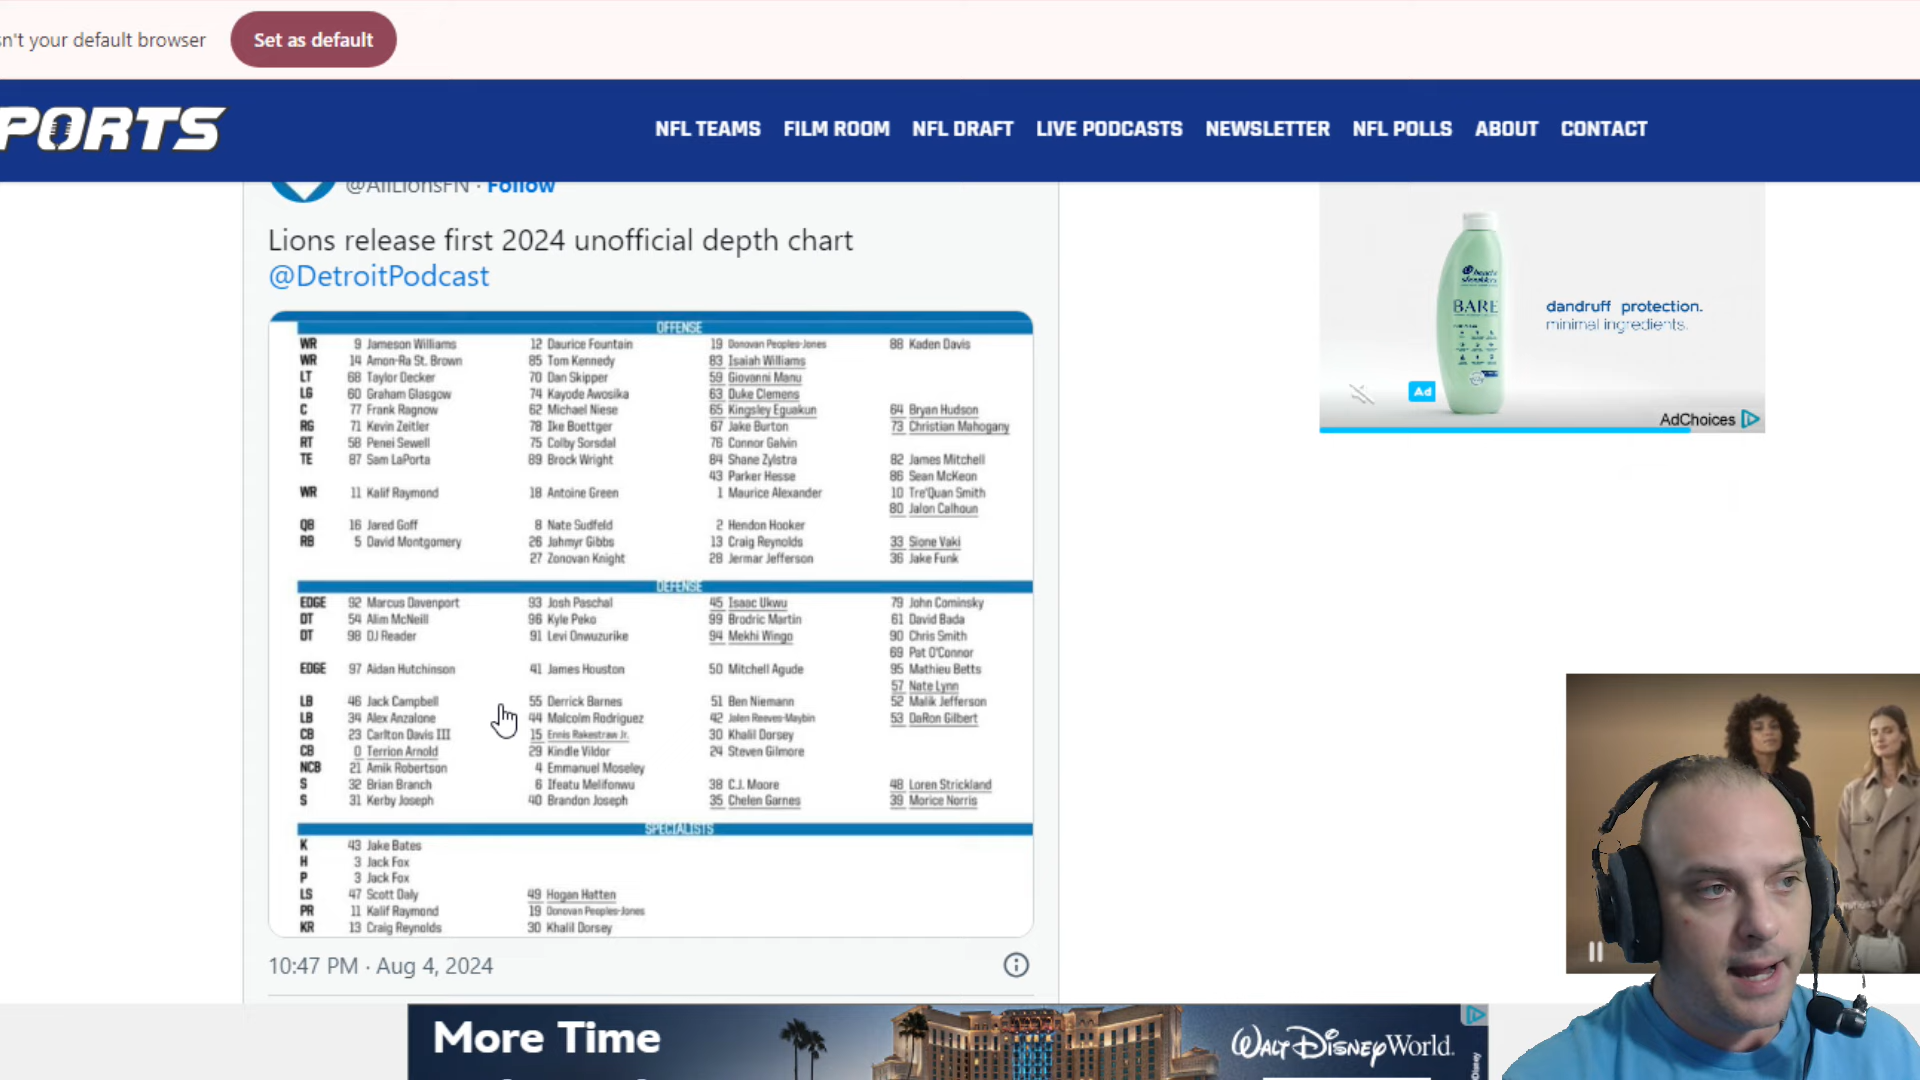 n't your default browser
Set as default
PORTS
NFL TEAMS FILM ROOM NFL DRAFT LIVE PODCASTS NEWSLETTER NFL POLLS ABOUT CONTACT
@AllLionsFN · Follow
Lions release first 2024 unofficial depth chart
@DetroitPodcast
OFFENSE
WR 9 Jameson Williams 12 Daurice Fountain 19 Donovan Peoples-Jones 88 Kaden Davis
WR 14 Amon-Ra St. Brown 85 Tom Kennedy 83 Isaiah Williams
LT 68 Taylor Decker 70 Dan Skipper 59 Giovanni Manu
LG 60 Graham Glasgow 74 Kayode Awosika 63 Duke Clemens
C 77 Frank Ragnow 62 Michael Niese 65 Kingsley Eguakun 64 Bryan Hudson
RG 71 Kevin Zeitler 78 Ike Boettger 67 Jake Burton 73 Christian Mahogany
RT 58 Penei Sewell 75 Colby Sorsdal 76 Connor Galvin
TE 87 Sam LaPorta 89 Brock Wright 84 Shane Zylstra 82 James Mitchell
43 Parker Hesse 86 Sean McKeon
WR 11 Kalif Raymond 18 Antoine Green 1 Maurice Alexander 10 Tre'Quan Smith
80 Jalon Calhoun
QB 16 Jared Goff 8 Nate Sudfeld 2 Hendon Hooker
RB 5 David Montgomery 26 Jahmyr Gibbs 13 Craig Reynolds 33 Sione Vaki
27 Zonovan Knight 28 Jermar Jefferson 36 Jake Funk
DEFENSE
EDGE 92 Marcus Davenport 93 Josh Paschal 45 Isaac Ukwu 79 John Cominsky
DT 54 Alim McNeill 96 Kyle Peko 99 Brodric Martin 61 David Bada
DT 98 DJ Reader 91 Levi Onwuzurike 94 Mekhi Wingo 90 Chris Smith
69 Pat O'Connor
EDGE 97 Aidan Hutchinson 41 James Houston 50 Mitchell Agude 95 Mathieu Betts
57 Nate Lynn
LB 46 Jack Campbell 55 Derrick Barnes 51 Ben Niemann 52 Malik Jefferson
LB 34 Alex Anzalone 44 Malcolm Rodriguez 42 Jalen Reeves-Maybin 53 DaRon Gilbert
CB 23 Carlton Davis III 15 Ennis Rakestraw Jr. 30 Khalil Dorsey
CB 0 Terrion Arnold 29 Kindle Vildor 24 Steven Gilmore
NCB 21 Amik Robertson 4 Emmanuel Moseley
S 32 Brian Branch 6 Ifeatu Melifonwu 38 C.J. Moore 48 Loren Strickland
S 31 Kerby Joseph 40 Brandon Joseph 35 Chelen Garnes 39 Morice Norris
SPECIALISTS
K 43 Jake Bates
H 3 Jack Fox
P 3 Jack Fox
LS 47 Scott Daly 49 Hogan Hatten
PR 11 Kalif Raymond 19 Donovan Peoples-Jones
KR 13 Craig Reynolds 30 Khalil Dorsey
10:47 PM · Aug 4, 2024
head & shoulders
BARE
dandruff protection.
minimal ingredients.
Ad
AdChoices
More Time
WALT DISNEY World.
Disney